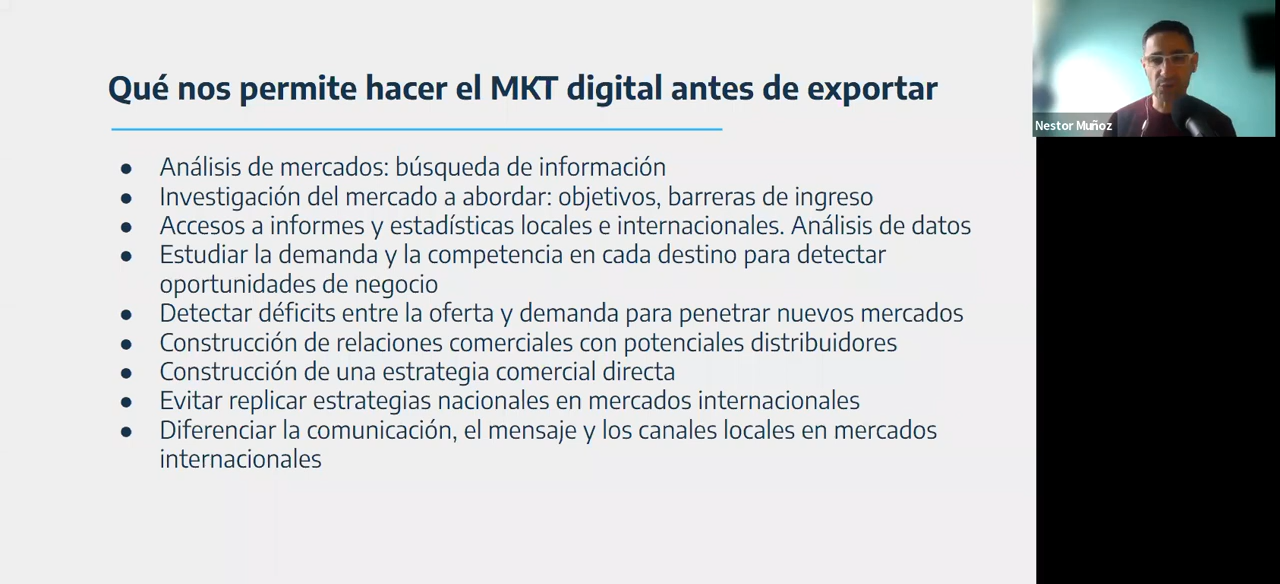 Qué nos permite hacer el MKT digital antes de exportar
● Análisis de mercados: búsqueda de información
● Investigación del mercado a abordar: objetivos, barreras de ingreso
● Accesos a informes y estadísticas locales e internacionales. Análisis de datos
● Estudiar la demanda y la competencia en cada destino para detectar
oportunidades de negocio
● Detectar déficits entre la oferta y demanda para penetrar nuevos mercados
● Construcción de relaciones comerciales con potenciales distribuidores
● Construcción de una estrategia comercial directa
● Evitar replicar estrategias nacionales en mercados internacionales
● Diferenciar la comunicación, el mensaje y los canales locales en mercados
internacionales
Nestor Muñoz